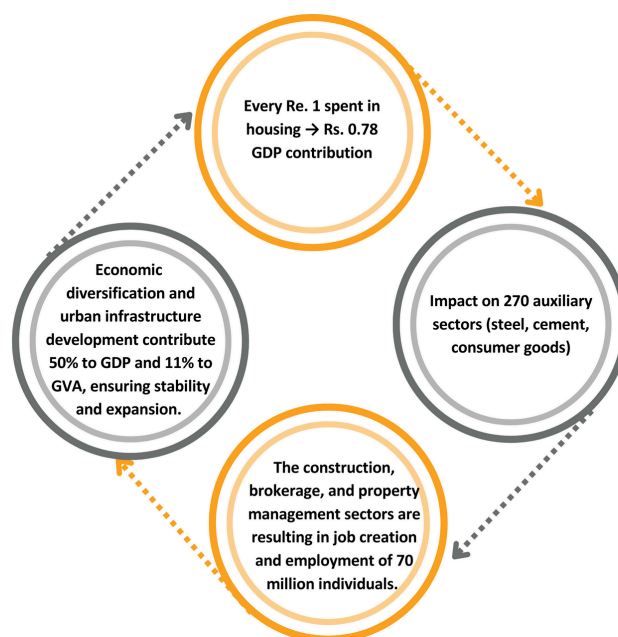 Every Re. 1 spent in
housing → Rs. 0.78
GDP contribution
Impact on 270 auxiliary
sectors (steel, cement,
consumer goods)
The construction,
brokerage, and property
management sectors are
resulting in job creation
and employment of 70
million individuals.
Economic
diversification and
urban infrastructure
development contribute
50% to GDP and 11% to
GVA, ensuring stability
and expansion.